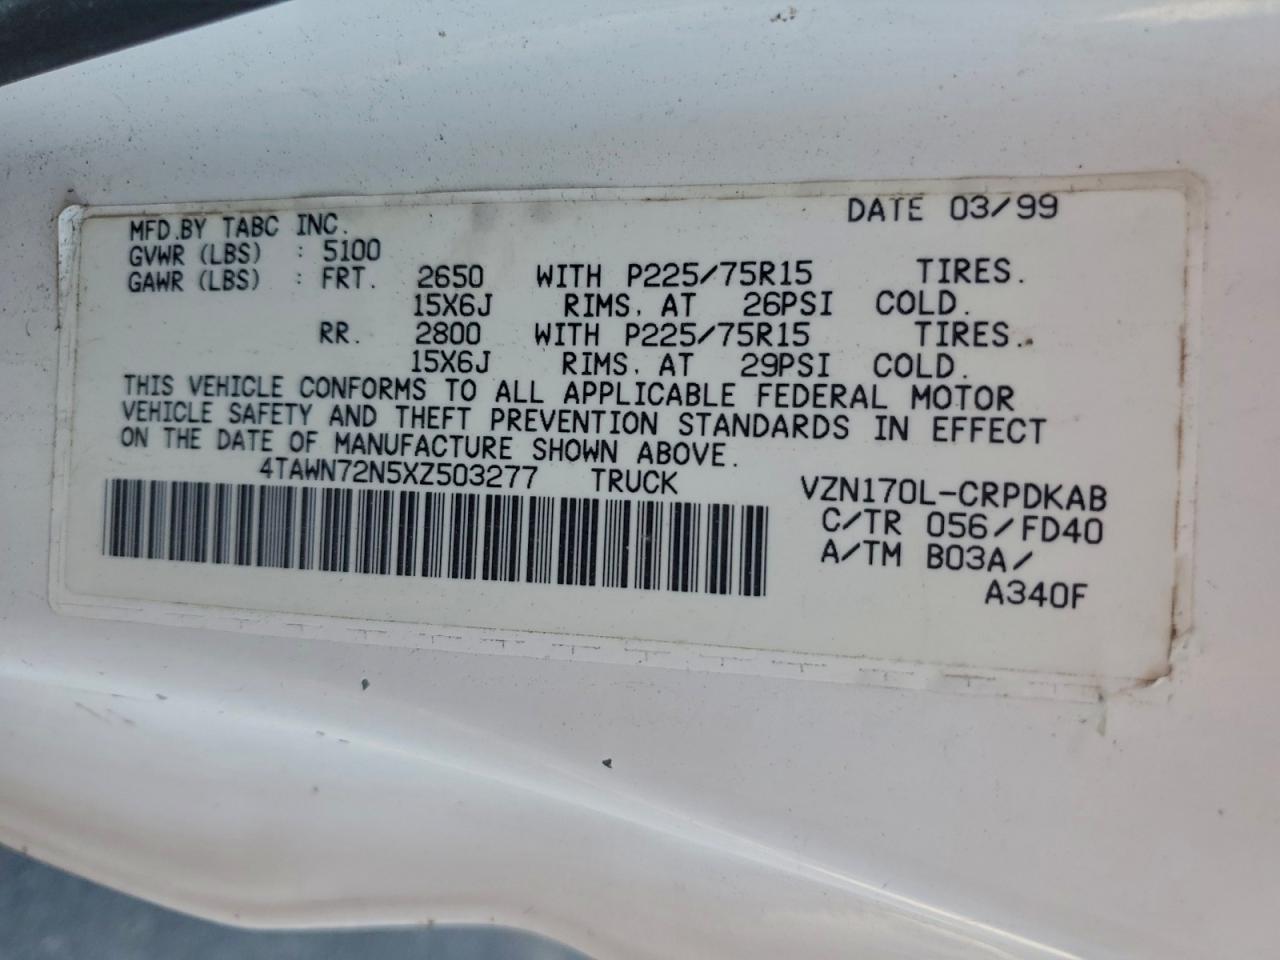 DATE 03/99
MFD.BY TABC INC.
GVWR (LBS) : 5100
GAWR (LBS) : FRT. 2650 WITH P225/75R15 TIRES.
15X6J RIMS, AT 26PSI COLD.
RR. 2800 WITH P225/75R15 TIRES.
15X6J RIMS, AT 29PSI COLD.
THIS VEHICLE CONFORMS TO ALL APPLICABLE FEDERAL MOTOR
VEHICLE SAFETY AND THEFT PREVENTION STANDARDS IN EFFECT
ON THE DATE OF MANUFACTURE SHOWN ABOVE.
4TAWN72N5XZ503277 TRUCK
VZN170L-CRPDKAB
C/TR 056/FD40
A/TM B03A/
A340F